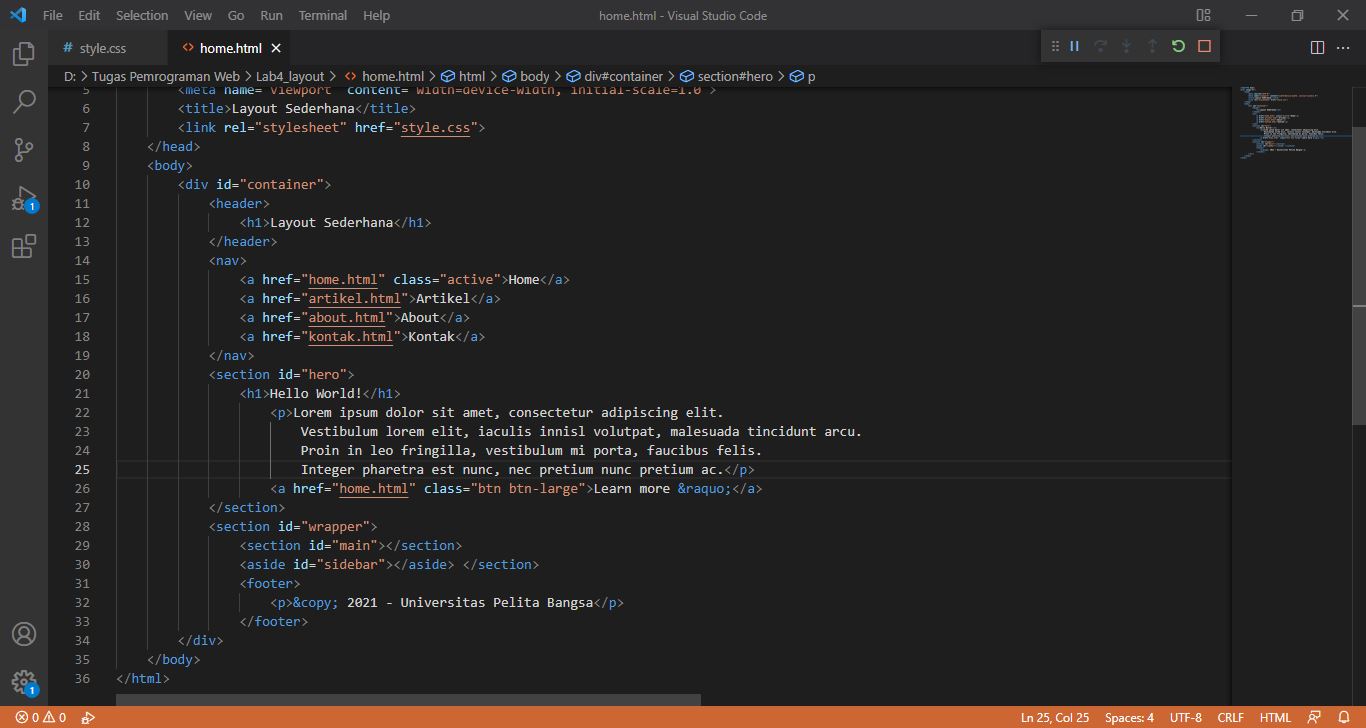 File Edit Selection View Go Run Terminal Help home.html - Visual Studio Code
# style.css <> home.html
D: > Tugas Pemrograman Web > Lab4_layout > <> home.html > html > body > div#container > section#hero > p
5 <meta name="viewport" content="width=device-width, initial-scale=1.0">
6 <title>Layout Sederhana</title>
7 <link rel="stylesheet" href="style.css">
8 </head>
9 <body>
10 <div id="container">
11 <header>
12 <h1>Layout Sederhana</h1>
13 </header>
14 <nav>
15 <a href="home.html" class="active">Home</a>
16 <a href="artikel.html">Artikel</a>
17 <a href="about.html">About</a>
18 <a href="kontak.html">Kontak</a>
19 </nav>
20 <section id="hero">
21 <h1>Hello World!</h1>
22 <p>Lorem ipsum dolor sit amet, consectetur adipiscing elit.
23 Vestibulum lorem elit, iaculis innisl volutpat, malesuada tincidunt arcu.
24 Proin in leo fringilla, vestibulum mi porta, faucibus felis.
25 Integer pharetra est nunc, nec pretium nunc pretium ac.</p>
26 <a href="home.html" class="btn btn-large">Learn more &raquo;</a>
27 </section>
28 <section id="wrapper">
29 <section id="main"></section>
30 <aside id="sidebar"></aside> </section>
31 <footer>
32 <p>&copy; 2021 - Universitas Pelita Bangsa</p>
33 </footer>
34 </div>
35 </body>
36 </html>
1
1
0 0 Ln 25, Col 25 Spaces: 4 UTF-8 CRLF HTML